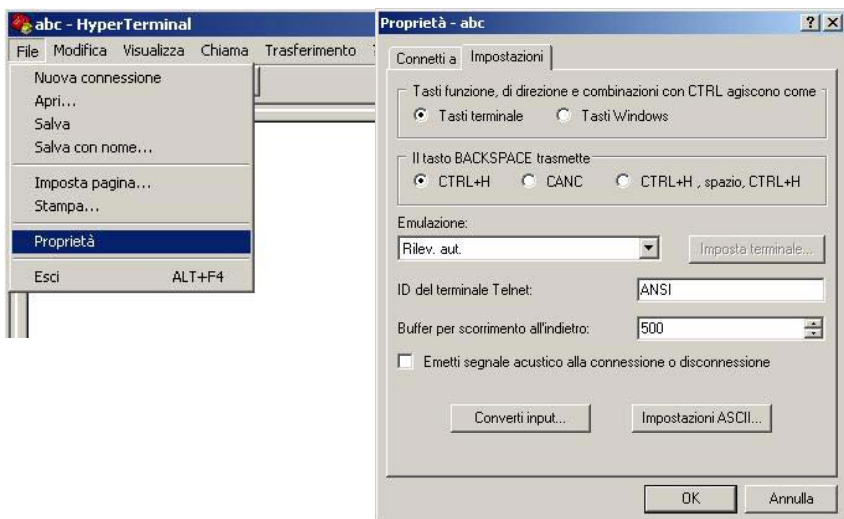 abc - HyperTerminal
File Modifica Visualizza Chiama Trasferimento
Nuova connessione
Apri...
Salva
Salva con nome...
Imposta pagina...
Stampa...
Proprietà
Esci ALT+F4
Proprietà - abc
Connetti a Impostazioni
Tasti funzione, di direzione e combinazioni con CTRL agiscono come
Tasti terminale Tasti Windows
Il tasto BACKSPACE trasmette
CTRL+H CANC CTRL+H , spazio, CTRL+H
Emulazione:
Rilev. aut. Imposta terminale...
ID del terminale Telnet: ANSI
Buffer per scorrimento all'indietro: 500
Emetti segnale acustico alla connessione o disconnessione
Converti input... Impostazioni ASCII...
OK Annulla